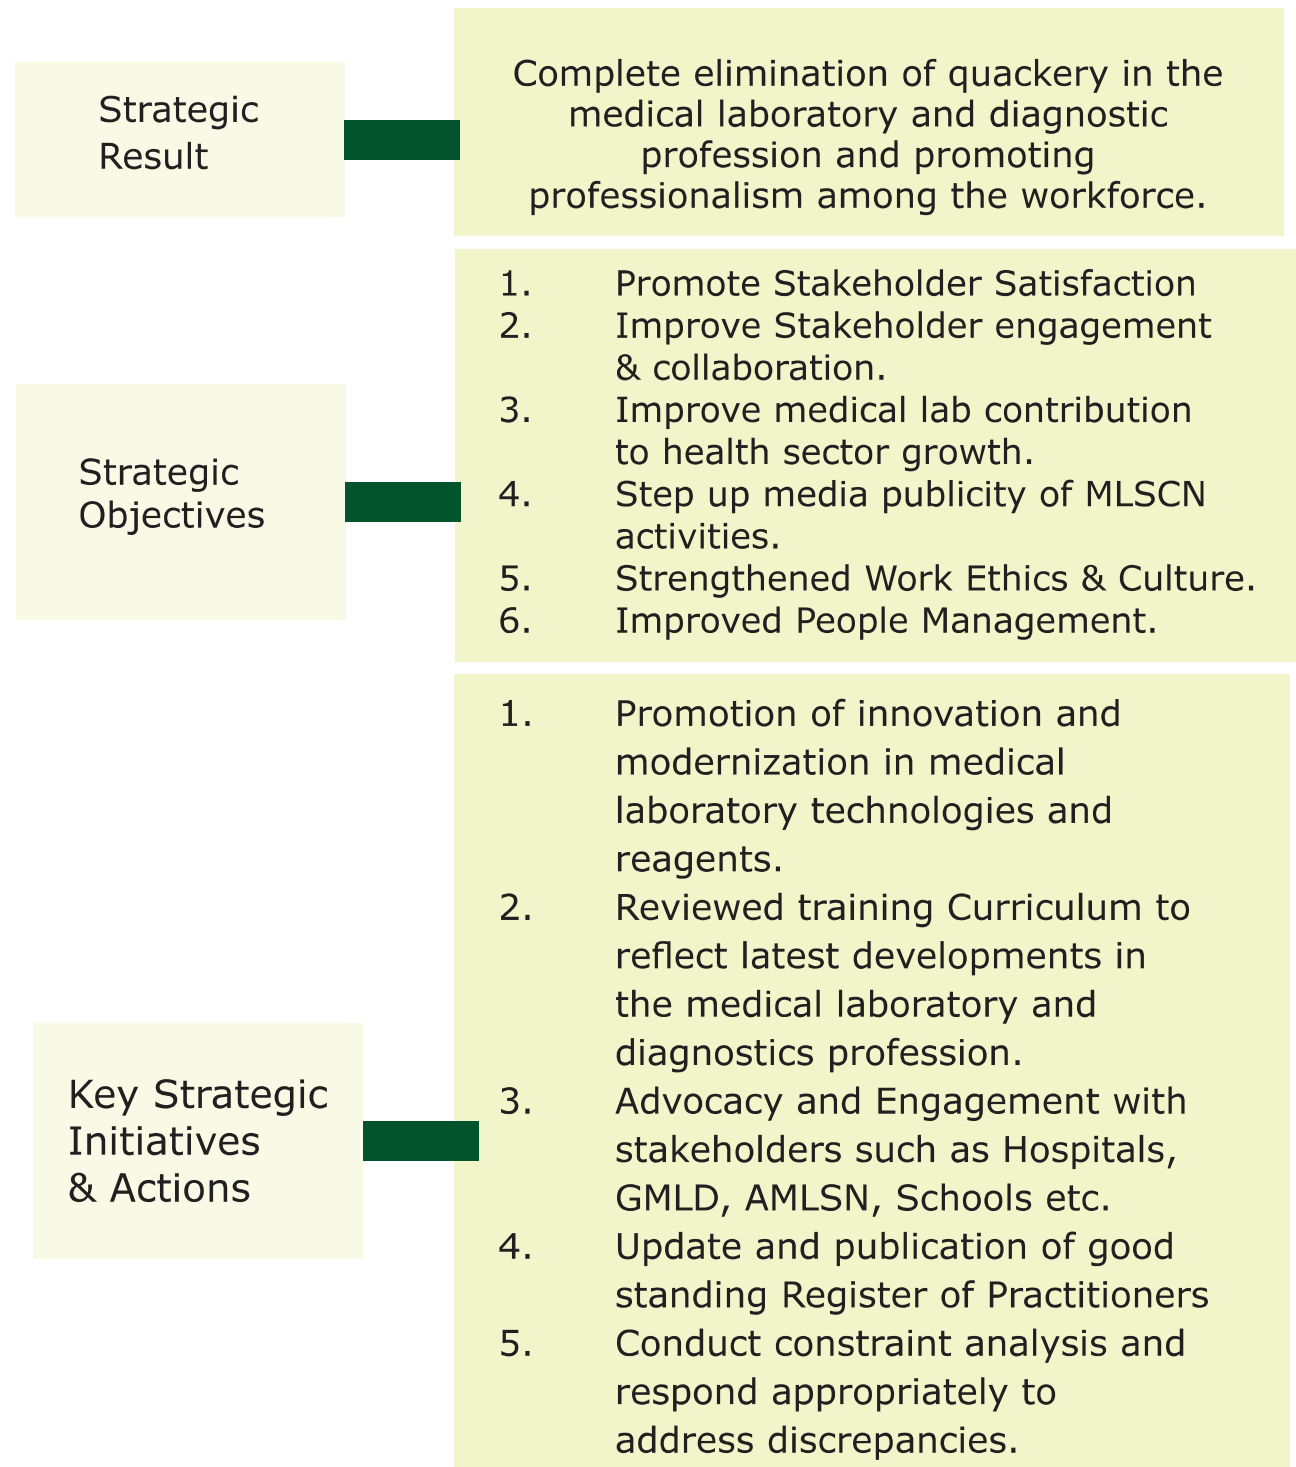 Strategic
Result
Complete elimination of quackery in the
medical laboratory and diagnostic
profession and promoting
professionalism among the workforce.
Strategic
Objectives
1. Promote Stakeholder Satisfaction
2. Improve Stakeholder engagement
& collaboration.
3. Improve medical lab contribution
to health sector growth.
4. Step up media publicity of MLSCN
activities.
5. Strengthened Work Ethics & Culture.
6. Improved People Management.
Key Strategic
Initiatives
& Actions
1. Promotion of innovation and
modernization in medical
laboratory technologies and
reagents.
2. Reviewed training Curriculum to
reflect latest developments in
the medical laboratory and
diagnostics profession.
3. Advocacy and Engagement with
stakeholders such as Hospitals,
GMLD, AMLSN, Schools etc.
4. Update and publication of good
standing Register of Practitioners
5. Conduct constraint analysis and
respond appropriately to
address discrepancies.